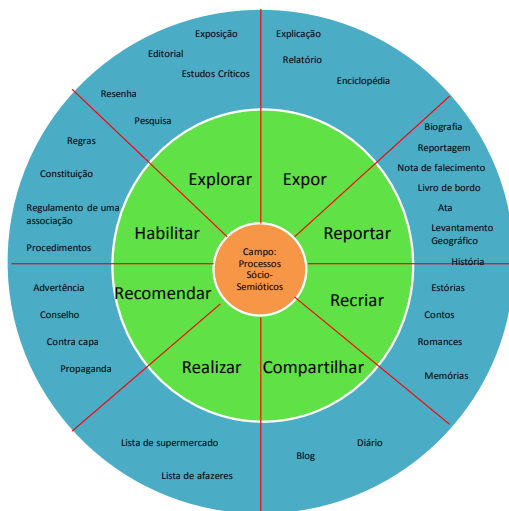 Exposição
Explicação
Editorial
Relatório
Estudos Críticos
Enciclopédia
Resenha
Pesquisa
Biografia
Regras
Reportagem
Nota de falecimento
Constituição
Explorar
Expor
Livro de bordo
Regulamento de uma
associação
Ata
Levantamento
Geográfico
Habilitar
Reportar
Procedimentos
História
Campo:
Processos
Sócio-
Semióticos
Advertência
Recomendar
Recriar
Estórias
Conselho
Contos
Contra capa
Romances
Propaganda
Realizar
Compartilhar
Memórias
Lista de supermercado
Diário
Blog
Lista de afazeres